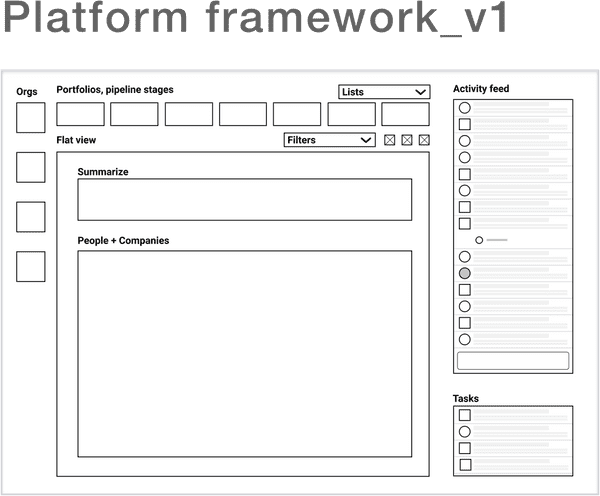 Platform framework_v1
Orgs
Portfolios, pipeline stages
Lists
Activity feed
Flat view
Filters
Summarize
People + Companies
Tasks